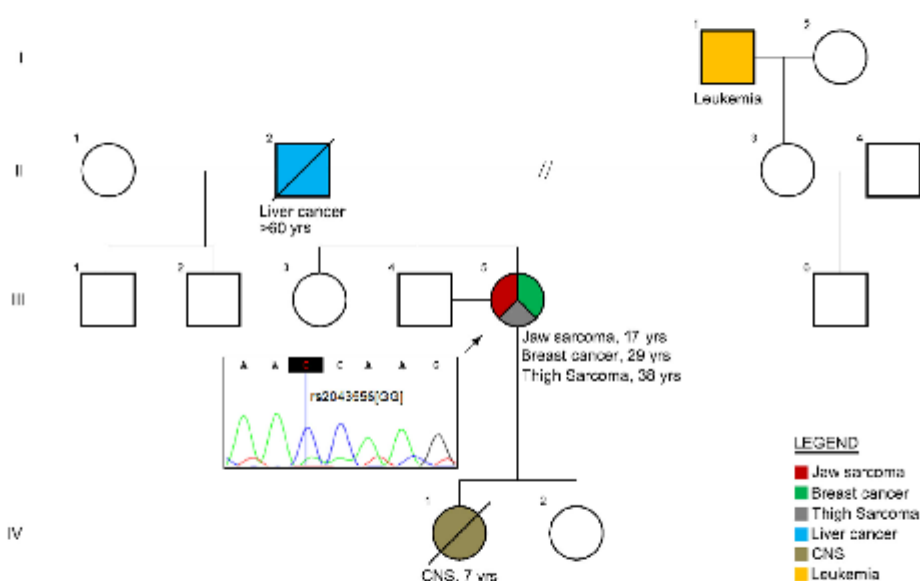 I
1
2
Leukemia
II
1
2
3
4
Liver cancer
>60 yrs
//
III
1
2
3
4
5
6
Jaw sarcoma, 17 yrs
Breast cancer, 29 yrs
Thigh Sarcoma, 38 yrs
A A C C A A G
rs2043556[GG]
IV
1
2
CNS, 7 yrs
LEGEND
Jaw sarcoma
Breast cancer
Thigh Sarcoma
Liver cancer
CNS
Leukemia